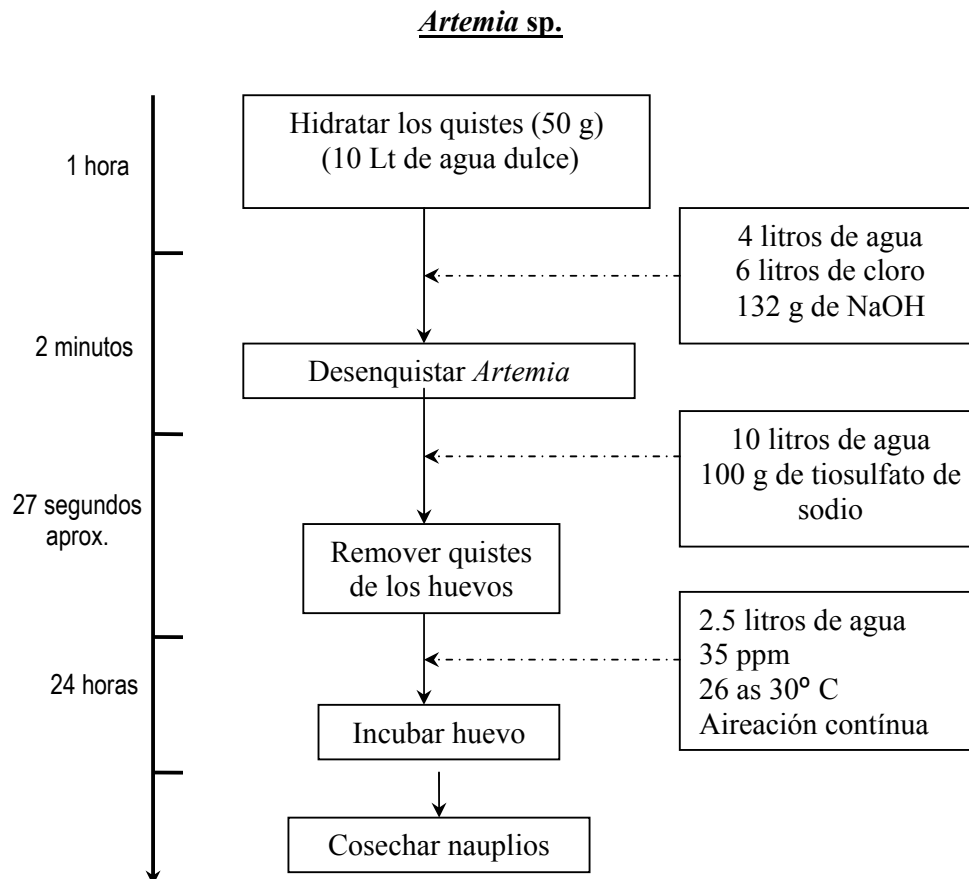 Artemia sp.
Hidratar los quistes (50 g)
(10 Lt de agua dulce)
1 hora
4 litros de agua
6 litros de cloro
132 g de NaOH
2 minutos
Desenquistar Artemia
10 litros de agua
100 g de tiosulfato de
sodio
27 segundos
aprox.
Remover quistes
de los huevos
2.5 litros de agua
35 ppm
26 as 30º C
Aireación contínua
24 horas
Incubar huevo
Cosechar nauplios